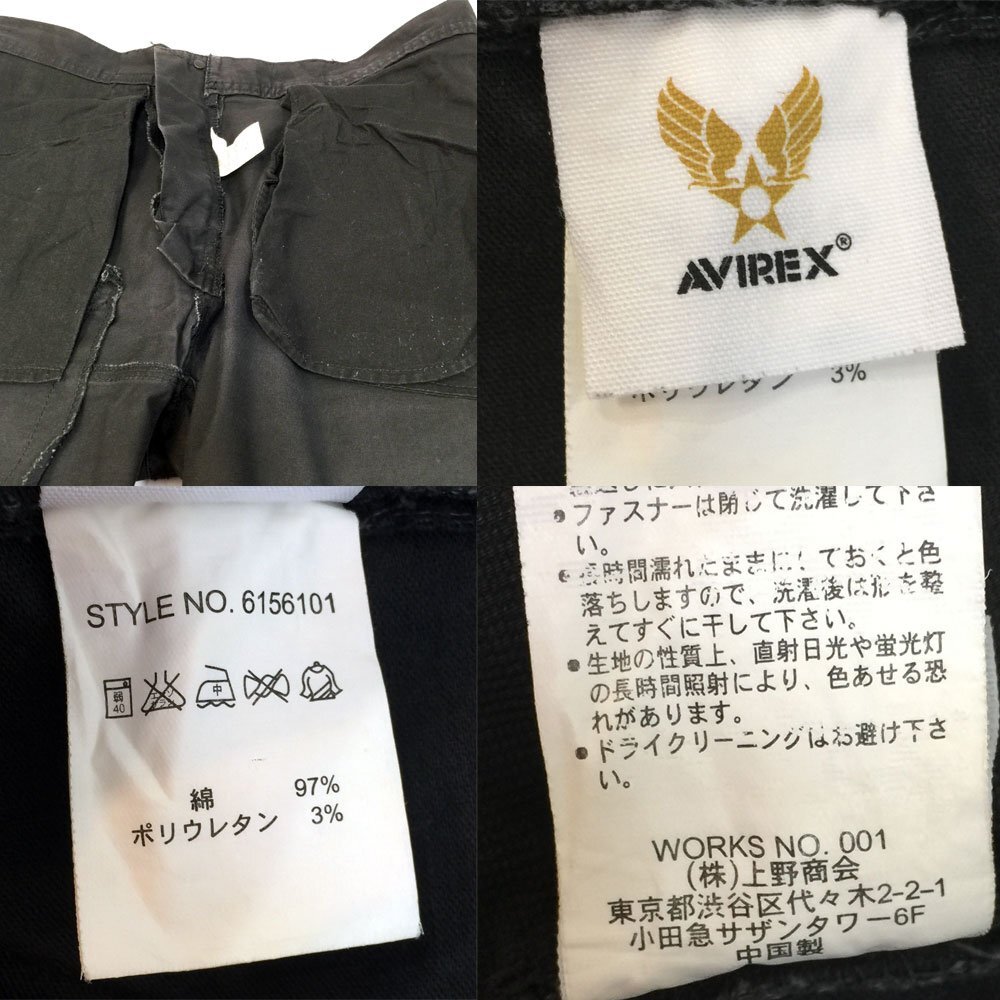 AVIREX®
ポリウレタン 3%
STYLE NO. 6156101
弱
40
中
綿 97%
ポリウレタン 3%
●ファスナーは閉じて洗濯して下さ
い。
●長時間濡れたままにしておくと色
落ちしますので、洗濯後は形を整
えてすぐに干して下さい。
●生地の性質上、直射日光や蛍光灯
の長時間照射により、色あせる恐
れがあります。
●ドライクリーニングはお避け下さ
い。
WORKS NO. 001
(株)上野商会
東京都渋谷区代々木2-2-1
小田急サザンタワー6F
中国製